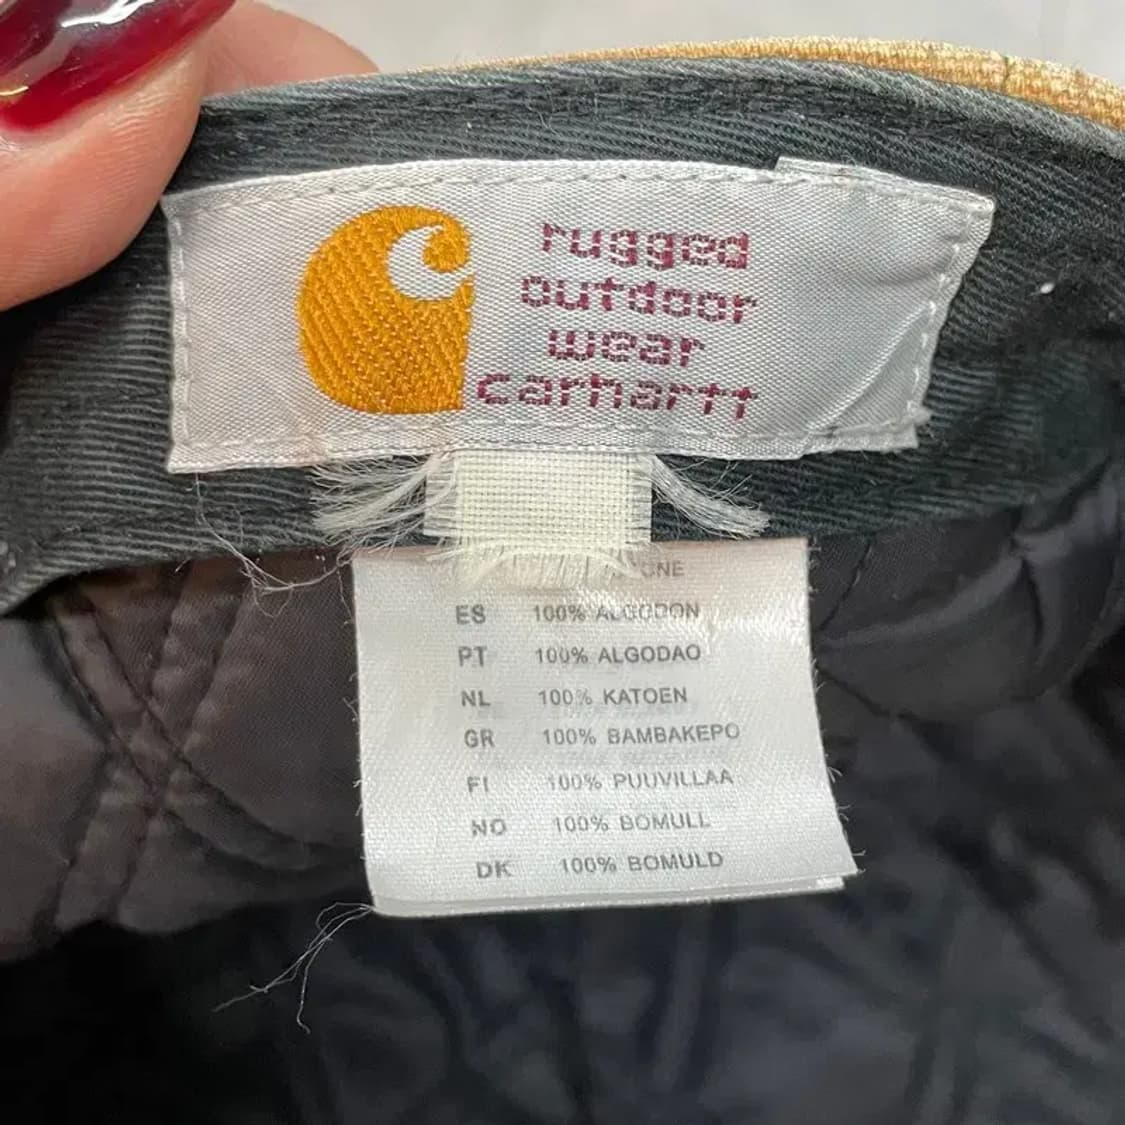 rugged
outdoor
wear
carhartt
ES 100% ALGODON
PT 100% ALGODAO
NL 100% KATOEN
GR 100% BAMBAKEPO
FI 100% PUUVILLAA
NO 100% BOMULL
DK 100% BOMULD